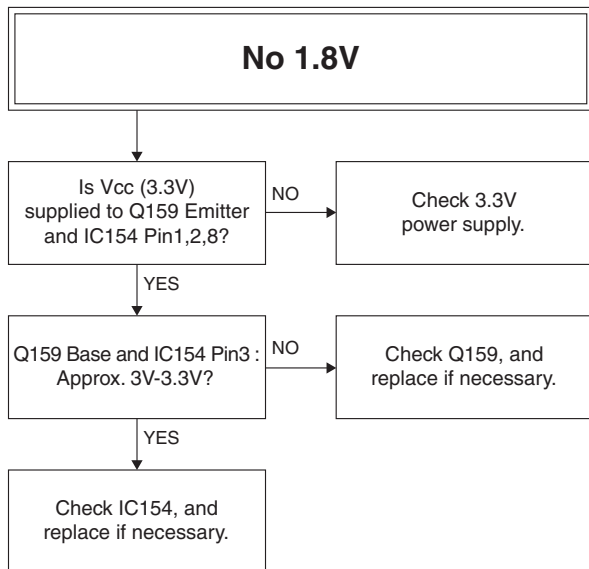 No 1.8V
Is Vcc (3.3V)
supplied to Q159 Emitter
and IC154 Pin1,2,8?
NO
Check 3.3V
power supply.
YES
Q159 Base and IC154 Pin3 :
Approx. 3V-3.3V?
NO
Check Q159, and
replace if necessary.
YES
Check IC154, and
replace if necessary.